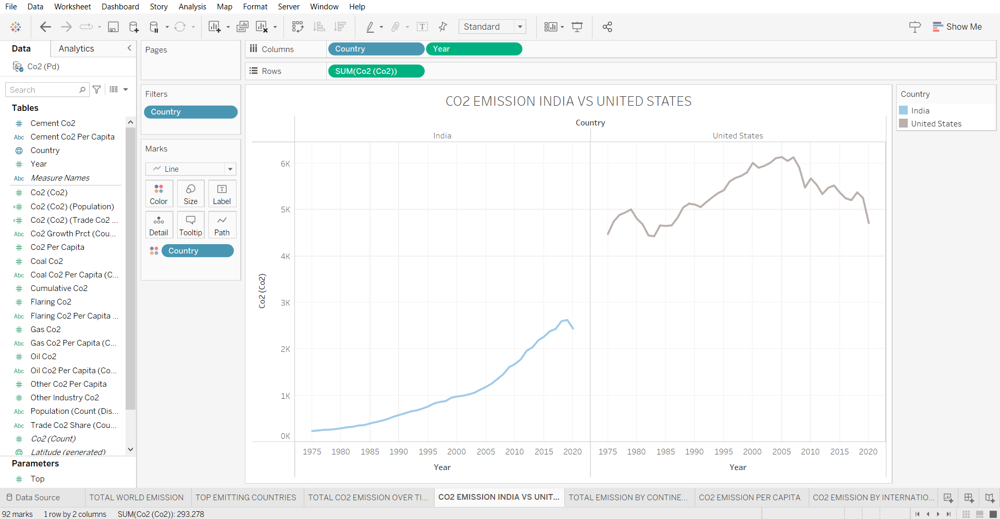 File Data Worksheet Dashboard Story Analysis Map Format Server Window Help
Standard
Show Me
Data Analytics
Co2 (Pd)
Search
Tables
Cement Co2
Abc Cement Co2 Per Capita
Country
Year
Abc Measure Names
Co2 (Co2)
Co2 (Co2) (Population)
Co2 (Co2) (Trade Co2 ...
Abc Co2 Growth Prct (Cou...
Co2 Per Capita
Coal Co2
Abc Coal Co2 Per Capita (C...
Cumulative Co2
Flaring Co2
Abc Flaring Co2 Per Capita ...
Gas Co2
Abc Gas Co2 Per Capita (C...
Oil Co2
Abc Oil Co2 Per Capita (Co...
Other Co2 Per Capita
Other Industry Co2
Abc Population (Count (Dis...
Abc Trade Co2 Share (Cou...
Co2 (Count)
Latitude (generated)
Parameters
Top
Pages
Filters
Country
Marks
Line
Color Size Label
Detail Tooltip Path
Country
Columns Country Year
Rows SUM(Co2 (Co2))
CO2 EMISSION INDIA VS UNITED STATES
Country
India United States
6K
5K
4K
3K
2K
1K
0K
Co2 (Co2)
1975 1980 1985 1990 1995 2000 2005 2010 2015 2020 1975 1980 1985 1990 1995 2000 2005 2010 2015 2020
Year Year
Country
India
United States
Data Source TOTAL WORLD EMISSION TOP EMITTING COUNTRIES TOTAL CO2 EMISSION OVER TI... CO2 EMISSION INDIA VS UNIT... TOTAL EMISSION BY CONTINE... CO2 EMISSION PER CAPITA CO2 EMISSION BY INTERNATIO...
92 marks 1 row by 2 columns SUM(Co2 (Co2)): 293,278